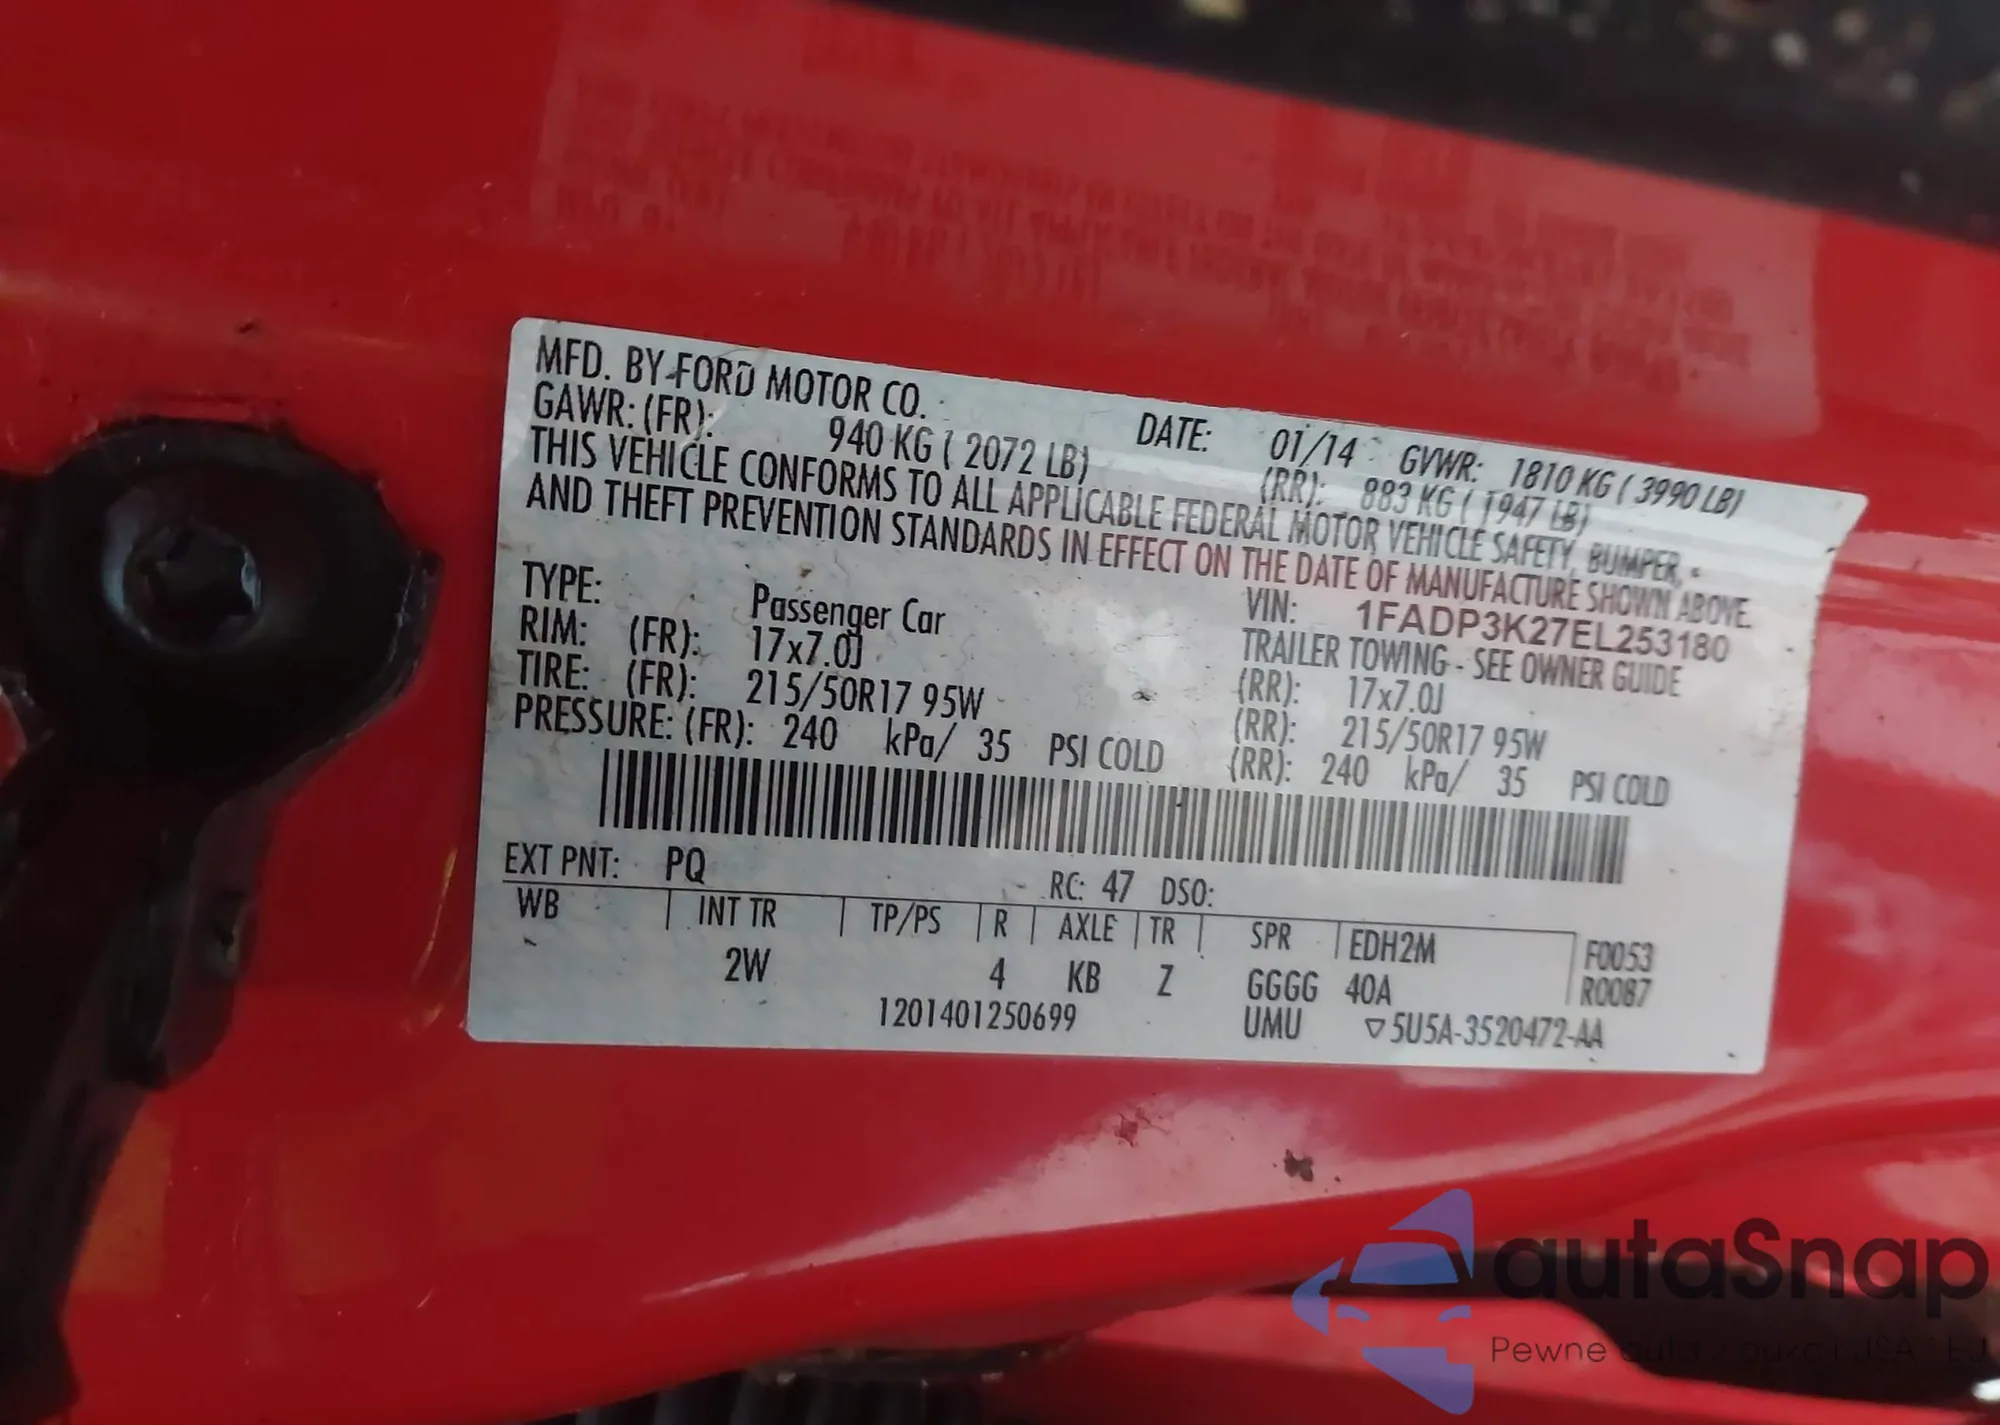 MFD. BY FORD MOTOR CO. DATE: 01/14 GVWR: 1810 KG ( 3990 LB)
GAWR: (FR): 940 KG ( 2072 LB) (RR): 883 KG ( 1947 LB)
THIS VEHICLE CONFORMS TO ALL APPLICABLE FEDERAL MOTOR VEHICLE SAFETY, BUMPER,
AND THEFT PREVENTION STANDARDS IN EFFECT ON THE DATE OF MANUFACTURE SHOWN ABOVE.
VIN: 1FADP3K27EL253180
TYPE: Passenger Car TRAILER TOWING - SEE OWNER GUIDE
RIM: (FR): 17x7.0J (RR): 17x7.0J
TIRE: (FR): 215/50R17 95W (RR): 215/50R17 95W
PRESSURE: (FR): 240 kPa/ 35 PSI COLD (RR): 240 kPa/ 35 PSI COLD
EXT PNT: PQ RC: 47 DSO:
WB INT TR TP/PS R AXLE TR SPR EDH2M F0053
2W 4 KB Z GGGG 40A R0087
1201401250699 UMU ▽5U5A-3520472-AA
autaSnap
Pewne auta z